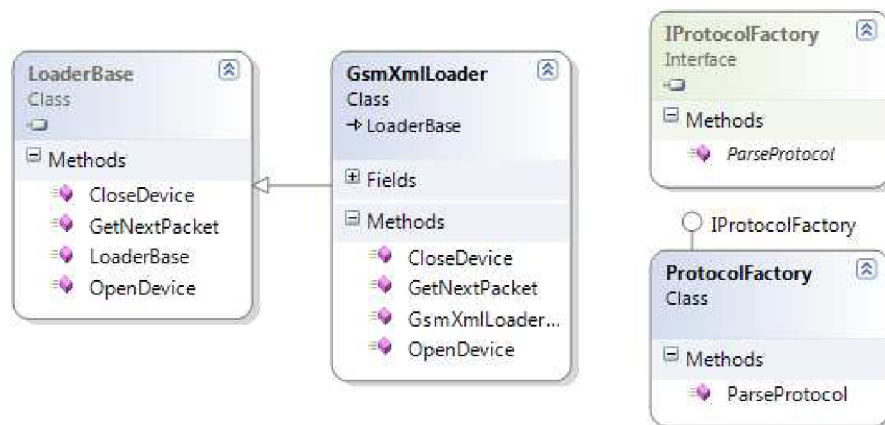 LoaderBase
Class
Methods
CloseDevice
GetNextPacket
LoaderBase
OpenDevice
GsmXmlLoader
Class
LoaderBase
Fields
Methods
CloseDevice
GetNextPacket
GsmXmlLoader...
OpenDevice
IProtocolFactory
Interface
Methods
ParseProtocol
IProtocolFactory
ProtocolFactory
Class
Methods
ParseProtocol